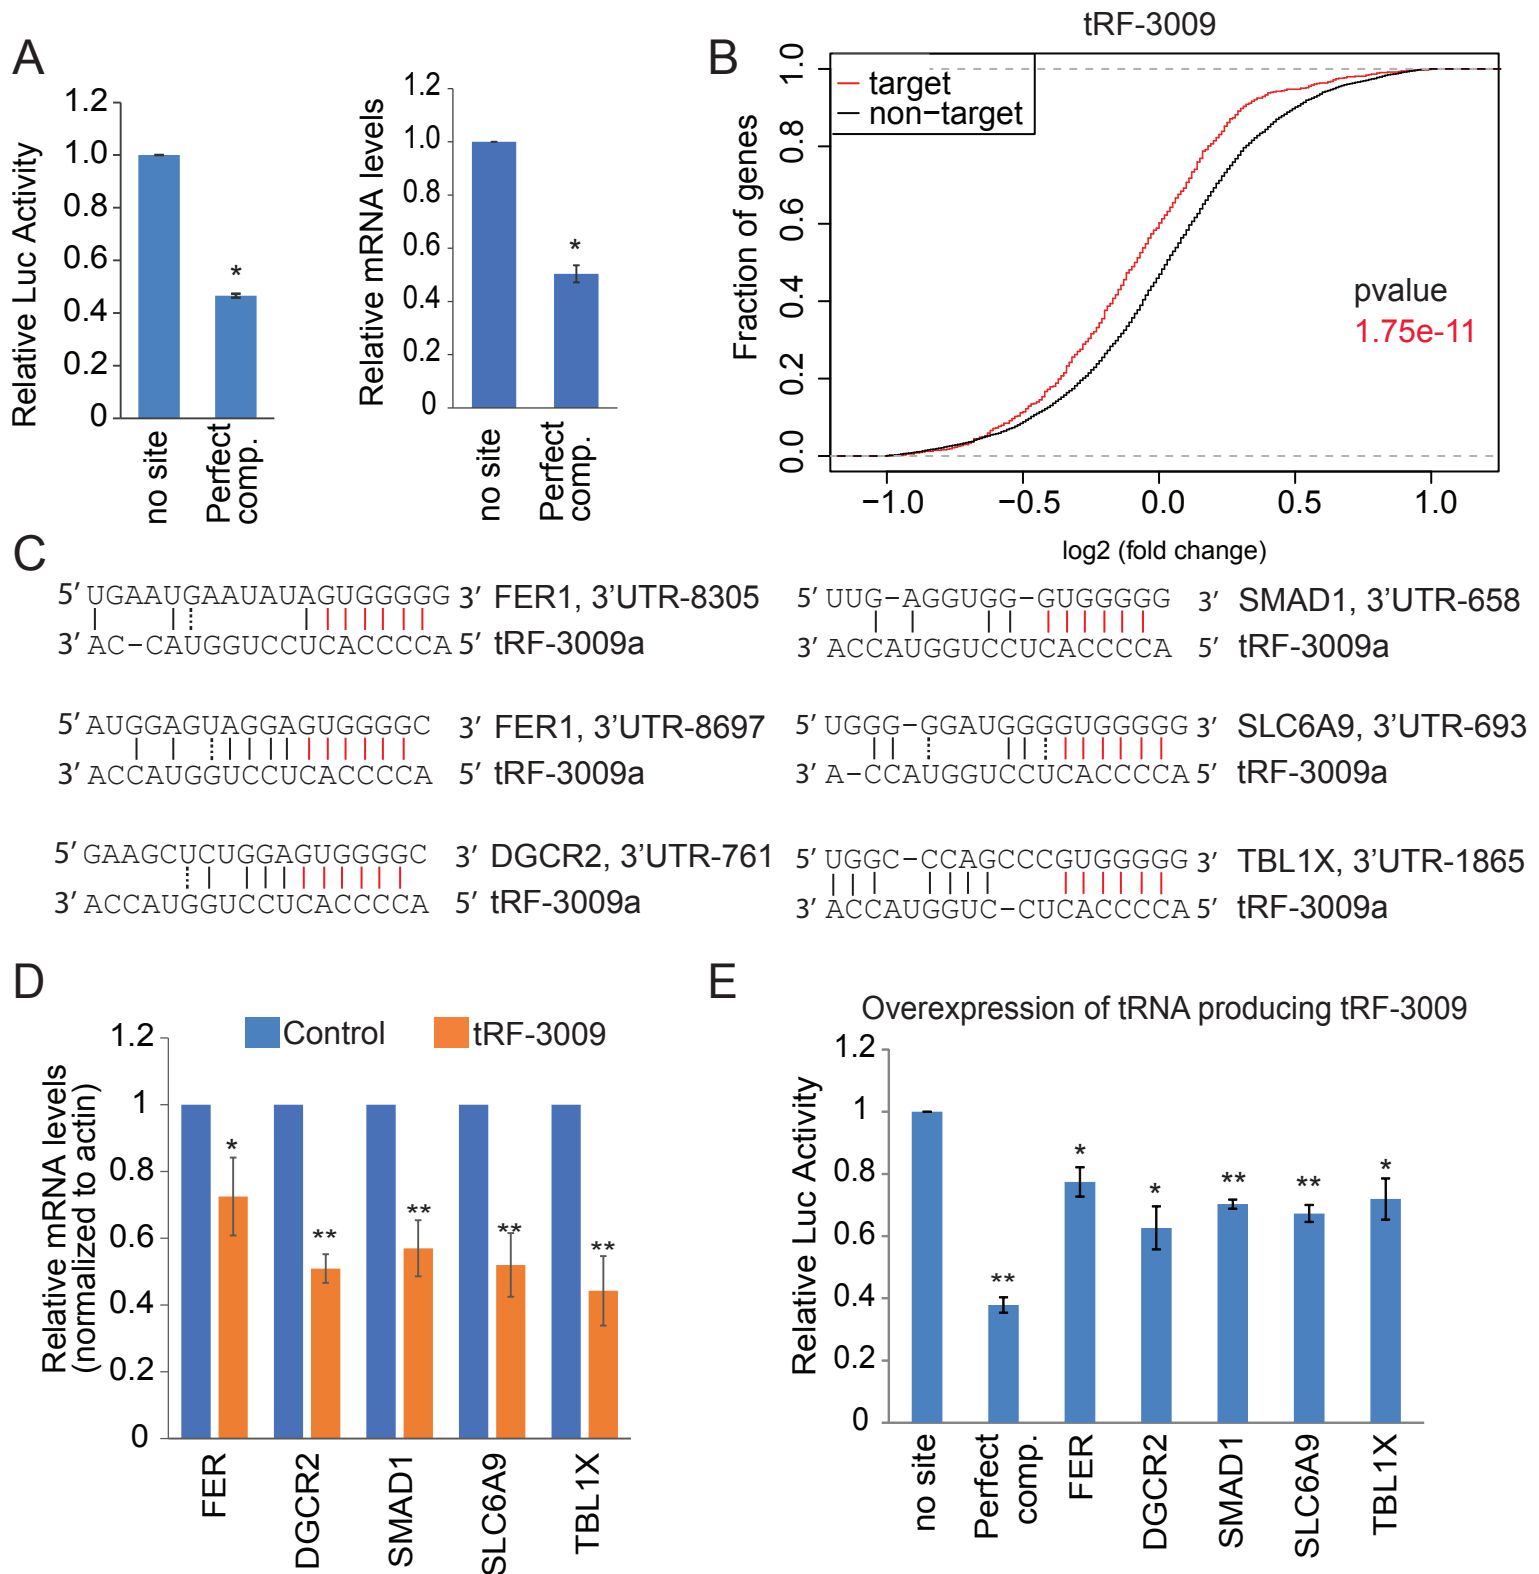 A
Relative Luc Activity
1.2
1.0
0.8
0.6
0.4
0.2
0
*
no site
Perfect
comp.
Relative mRNA levels
1.2
1.0
0.8
0.6
0.4
0.2
0
*
no site
Perfect
comp.
B
tRF-3009
target
non−target
Fraction of genes
1.0
0.8
0.6
0.4
0.2
0.0
pvalue
1.75e-11
−1.0
−0.5
0.0
0.5
1.0
log2 (fold change)
C
5′ UGAAUGAAUAUAGUGGGGG 3′ FER1, 3’UTR-8305
3′ AC-CAUGGUCCUCACCCCA 5′ tRF-3009a
5′ AUGGAGUAGGAGUGGGGC 3′ FER1, 3’UTR-8697
3′ ACCAUGGUCCUCACCCCA 5′ tRF-3009a
5′ GAAGCUCUGGAGUGGGGC 3′ DGCR2, 3’UTR-761
3′ ACCAUGGUCCUCACCCCA 5′ tRF-3009a
5′ UUG-AGGUGG-GUGGGGG 3′ SMAD1, 3’UTR-658
3′ ACCAUGGUCCUCACCCCA 5′ tRF-3009a
5′ UGGG-GGAUGGGGUGGGGG 3′ SLC6A9, 3’UTR-693
3′ A-CCAUGGUCCUCACCCCA 5′ tRF-3009a
5′ UGGC-CCAGCCCGUGGGGG 3′ TBL1X, 3’UTR-1865
3′ ACCAUGGUC-CUCACCCCA 5′ tRF-3009a
D
Control
tRF-3009
Relative mRNA levels
(normalized to actin)
1.2
1
0.8
0.6
0.4
0.2
0
*
**
**
**
**
FER
DGCR2
SMAD1
SLC6A9
TBL1X
E
Overexpression of tRNA producing tRF-3009
Relative Luc Activity
1.2
1
0.8
0.6
0.4
0.2
0
**
*
*
**
**
*
no site
Perfect
comp.
FER
DGCR2
SMAD1
SLC6A9
TBL1X